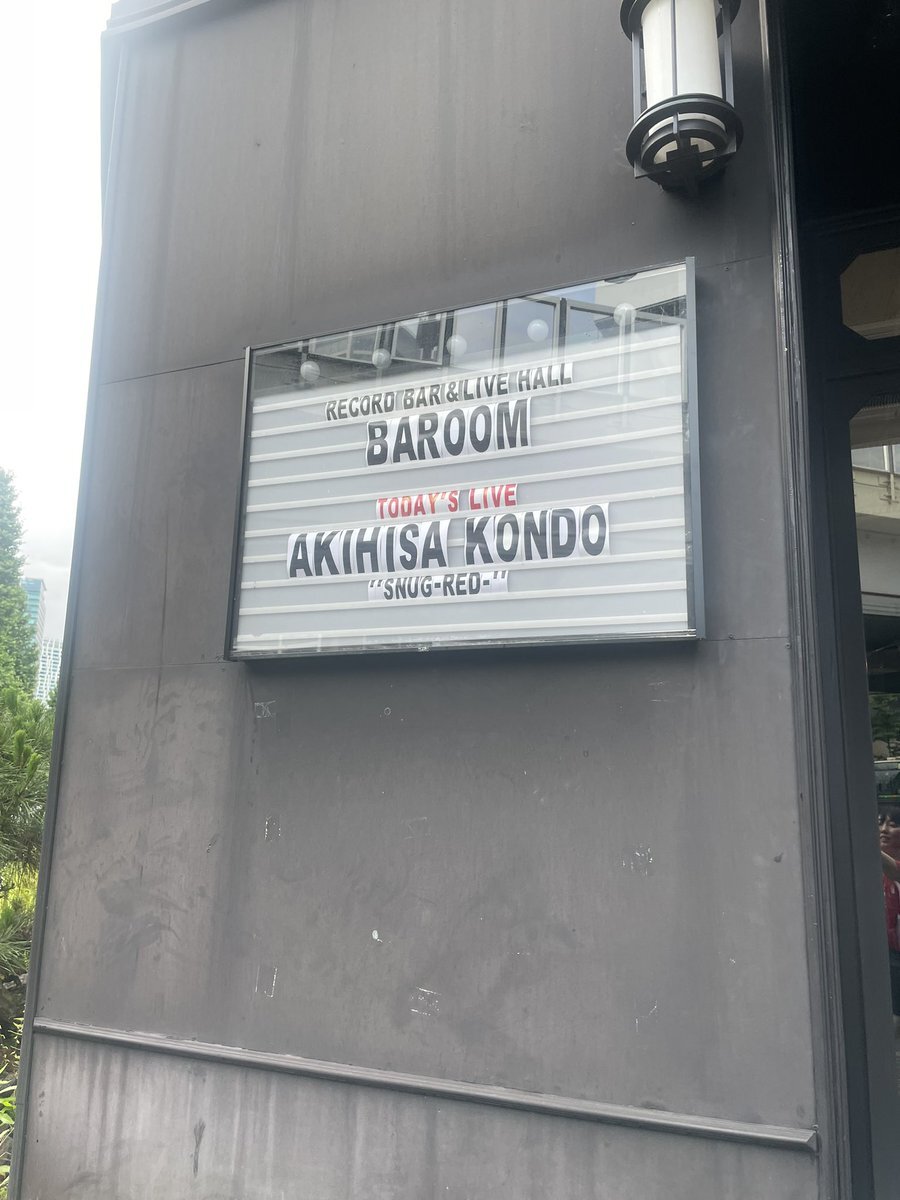 RECORD BAR & LIVE HALL
BAROOM
TODAY'S LIVE
AKIHISA KONDO
"SNUG-RED-"